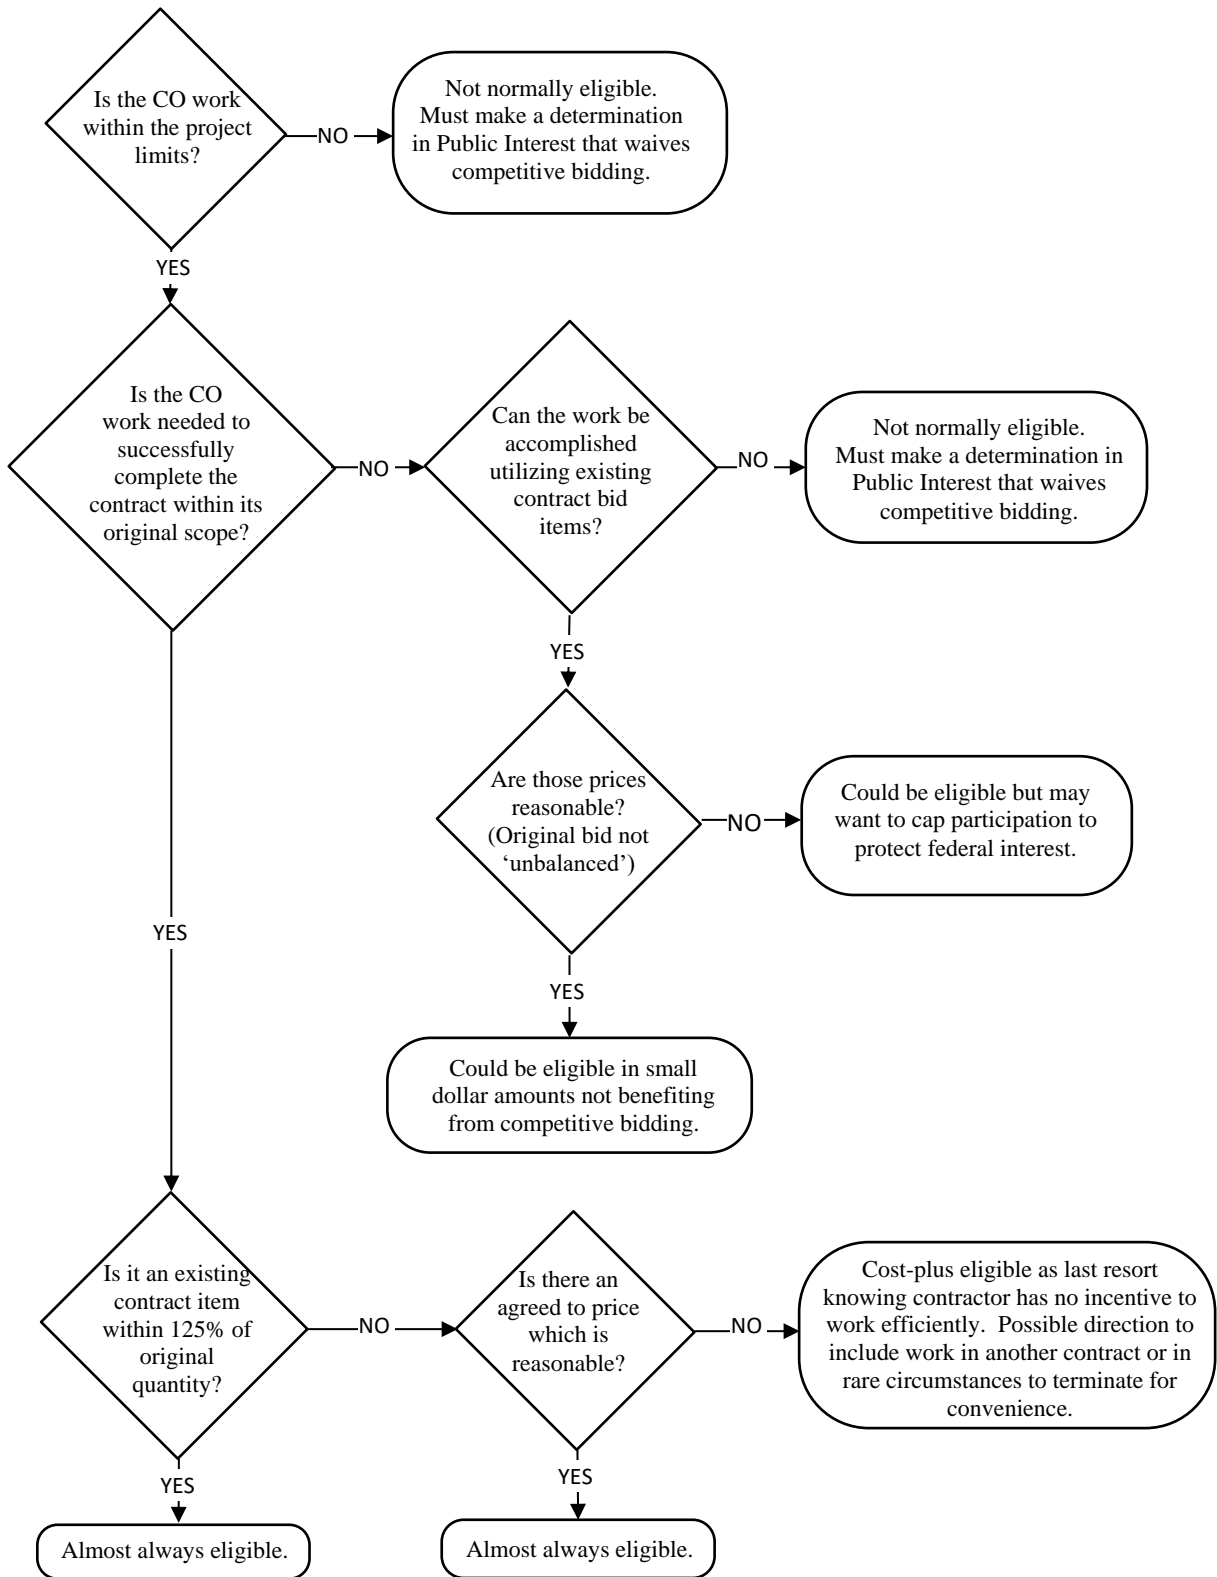 Is the CO work
within the project
limits?
NO
Not normally eligible.
Must make a determination
in Public Interest that waives
competitive bidding.
YES
Is the CO
work needed to
successfully
complete the
contract within its
original scope?
NO
Can the work be
accomplished
utilizing existing
contract bid
items?
NO
Not normally eligible.
Must make a determination in
Public Interest that waives
competitive bidding.
YES
Are those prices
reasonable?
(Original bid not
‘unbalanced’)
NO
Could be eligible but may
want to cap participation to
protect federal interest.
YES
YES
Could be eligible in small
dollar amounts not benefiting
from competitive bidding.
Is it an existing
contract item
within 125% of
original
quantity?
NO
Is there an
agreed to price
which is
reasonable?
NO
Cost-plus eligible as last resort
knowing contractor has no incentive to
work efficiently.  Possible direction to
include work in another contract or in
rare circumstances to terminate for
convenience.
YES
YES
Almost always eligible.
Almost always eligible.